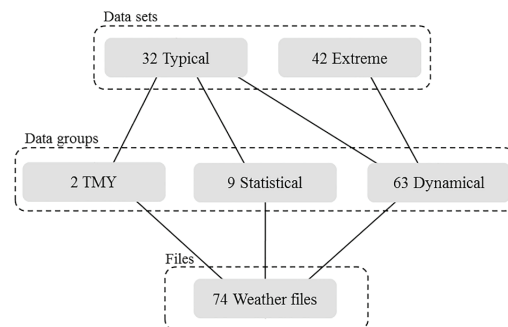 Data sets
32 Typical
42 Extreme
Data groups
2 TMY
9 Statistical
63 Dynamical
Files
74 Weather files